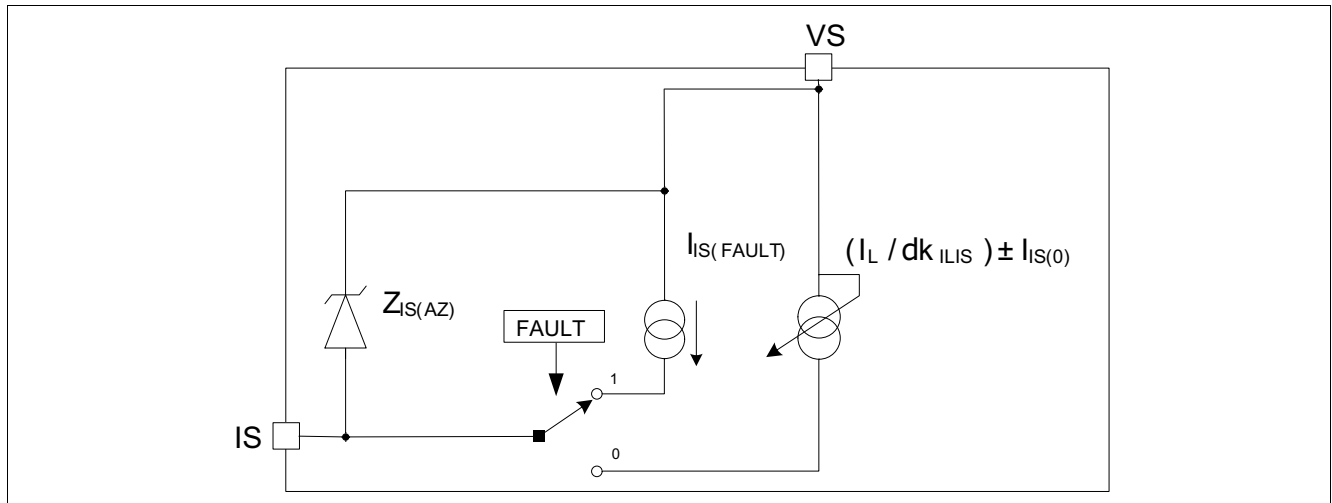 VS
I_IS(FAULT)
(I_L / dk_ILIS) ± I_IS(0)
Z_IS(AZ)
FAULT
1
IS
0